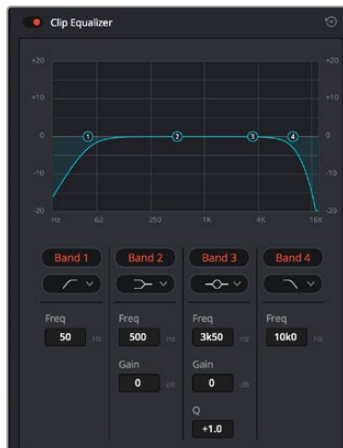 Clip Equalizer
+20 +20
+10 +10
0 0
-10 -10
-20 -20
Hz 62 250 1K 4K 16K
1 2 3 4
Band 1 Band 2 Band 3 Band 4
Freq Freq Freq Freq
50 Hz 500 Hz 3k50 Hz 10k0 Hz
Gain Gain
0 dB 0 dB
Q
+1.0